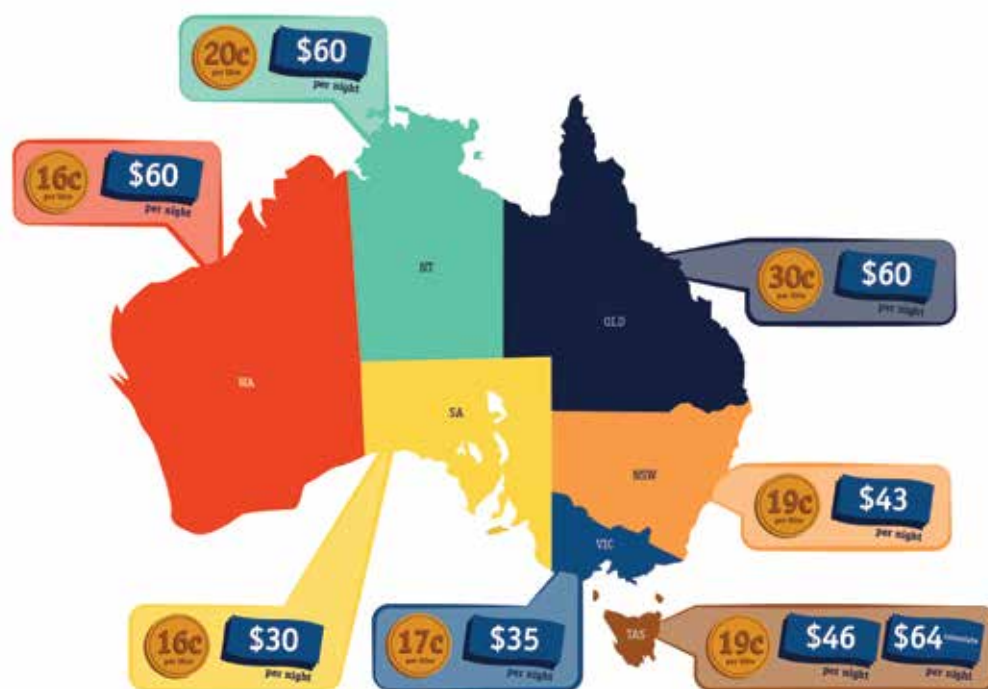 20c
per litre
$60
per night
16c
per litre
$60
per night
NT
30c
per litre
$60
per night
QLD
WA
SA
NSW
19c
per litre
$43
per night
VIC
16c
per litre
$30
per night
17c
per litre
$35
per night
TAS
19c
per litre
$46
per night
$64
per night